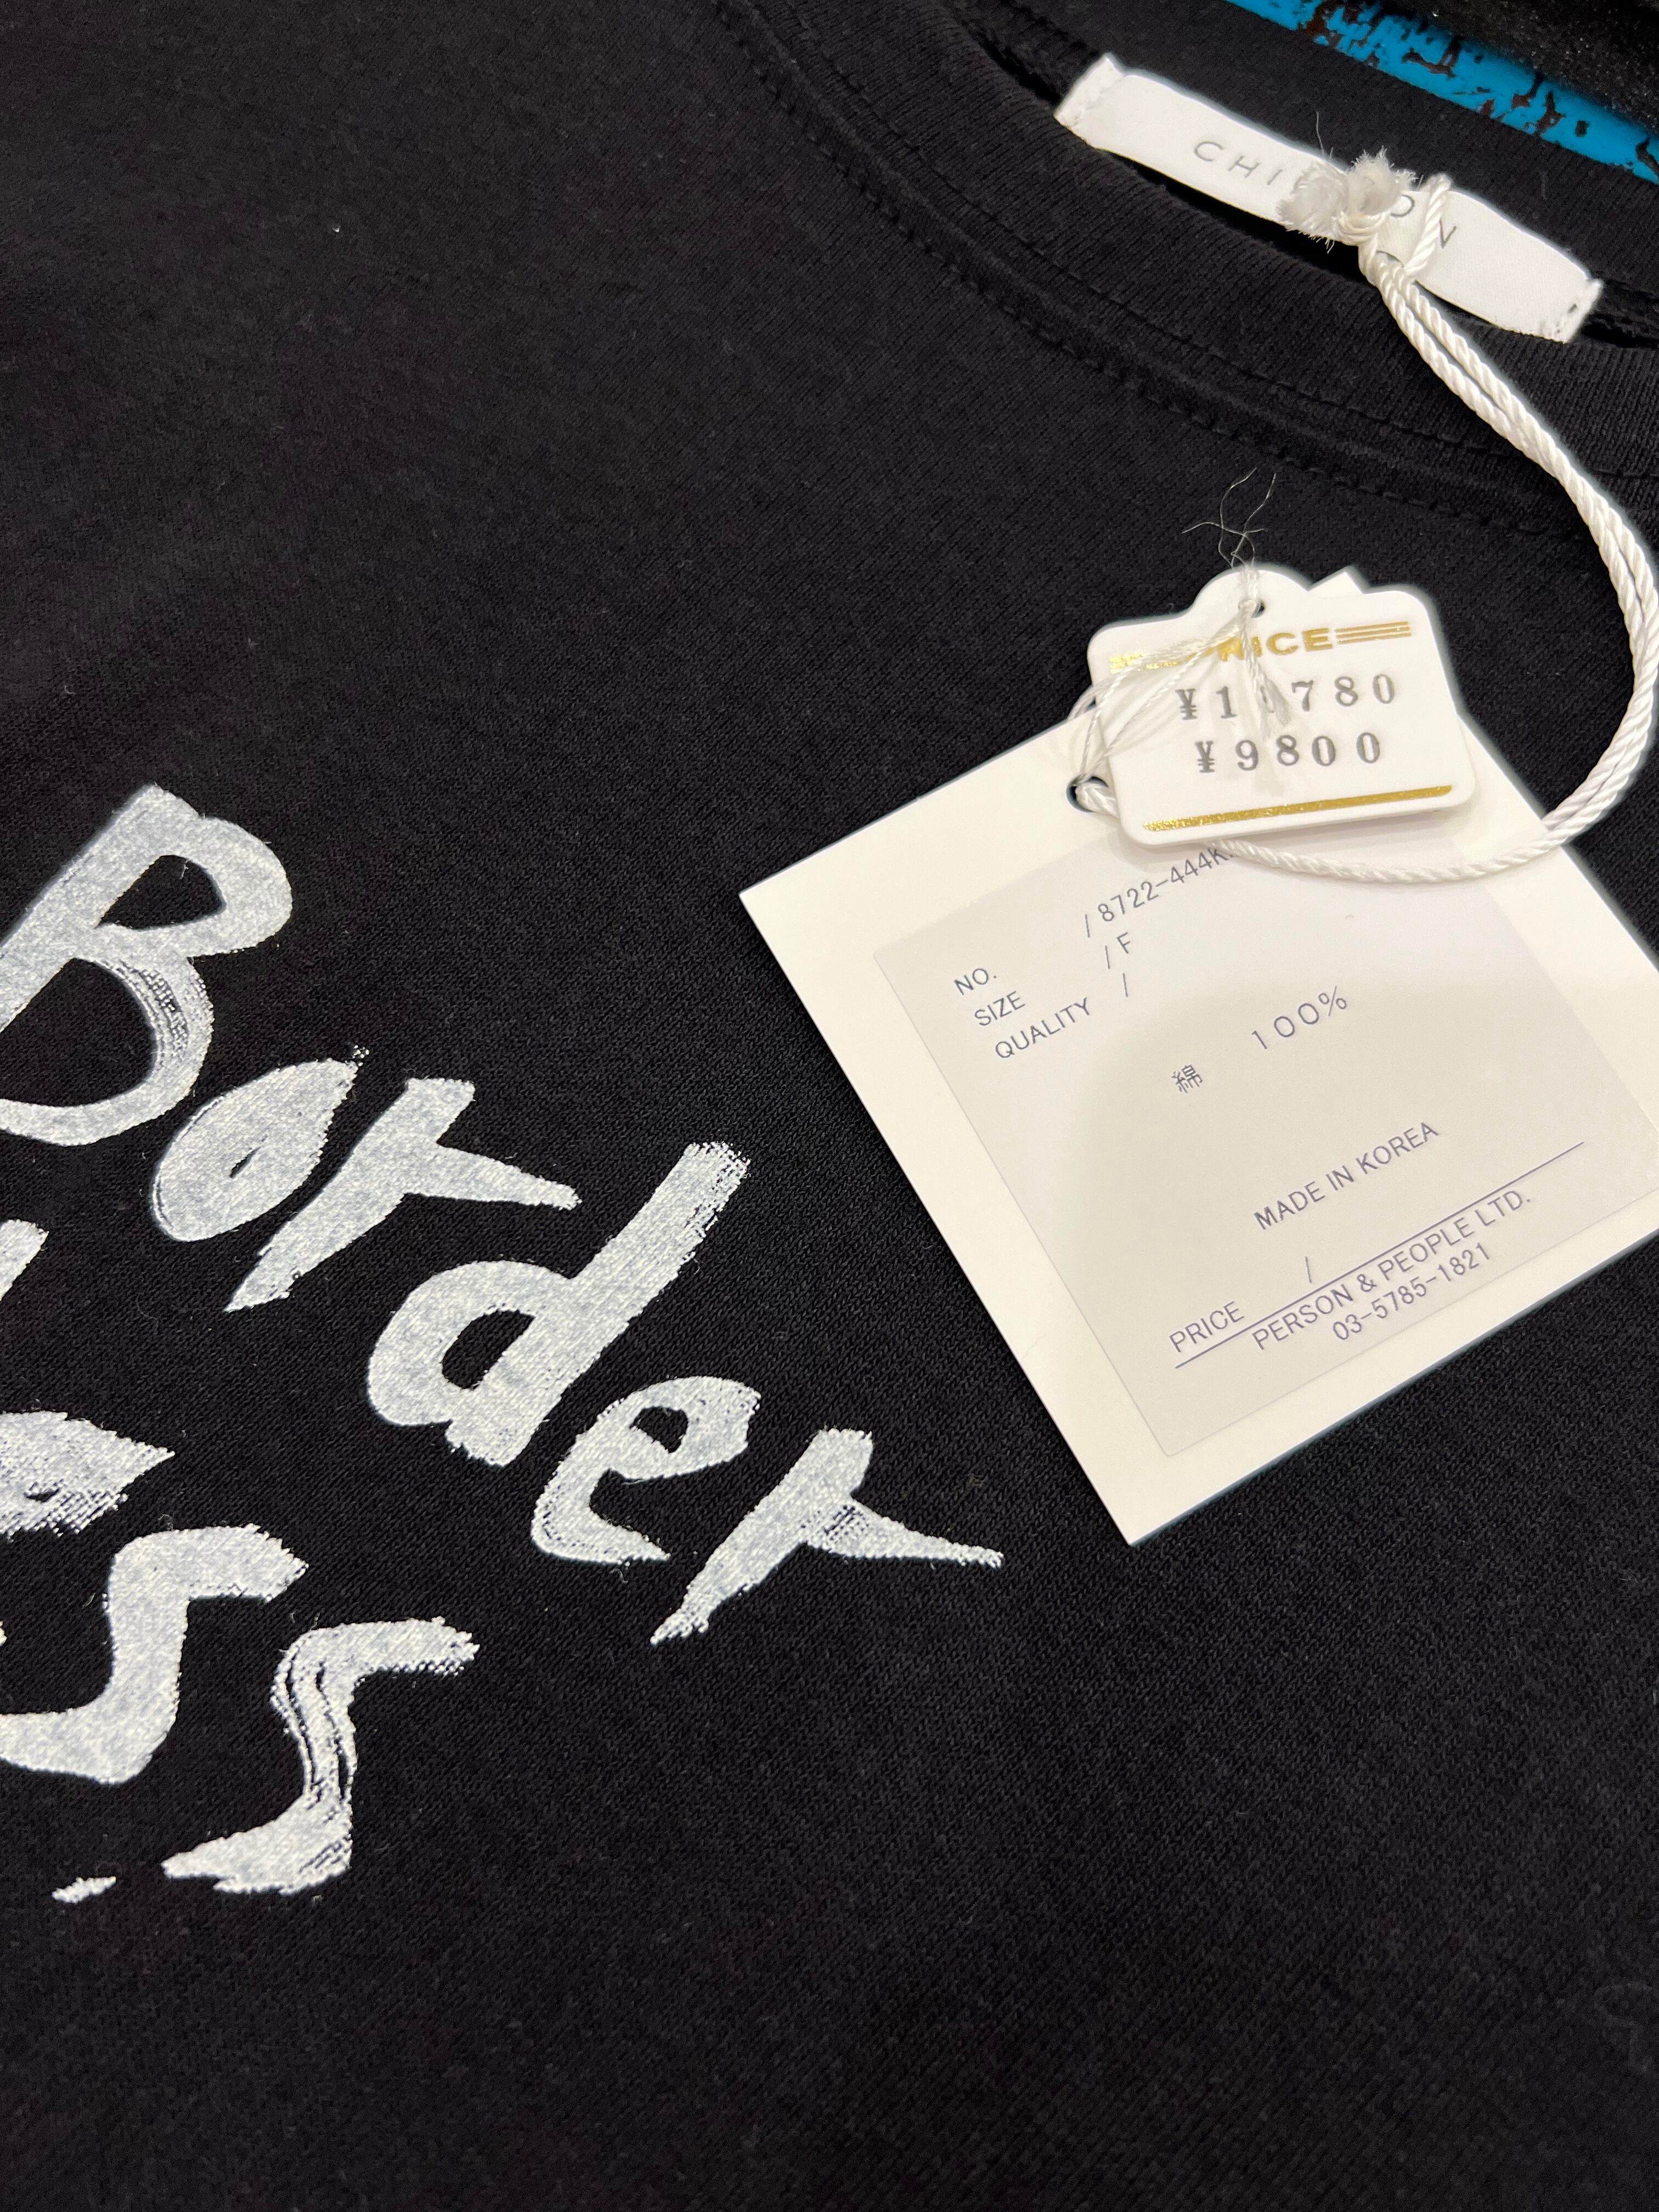 PRICE
¥9800
NO. / 8722-444K
SIZE / F
QUALITY /
綿 100%
MADE IN KOREA
PRICE /
PERSON & PEOPLE LTD.
03-5785-1821
Border